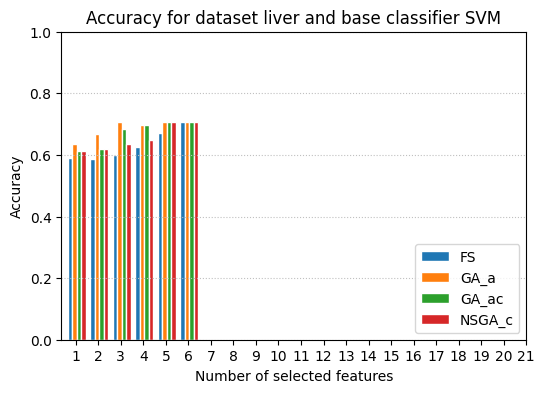 Accuracy for dataset liver and base classifier SVM
1.0
0.8
0.6
0.4
0.2
0.0
Accuracy
FS
GA_a
GA_ac
NSGA_c
1 2 3 4 5 6 7 8 9 10 11 12 13 14 15 16 17 18 19 20 21
Number of selected features